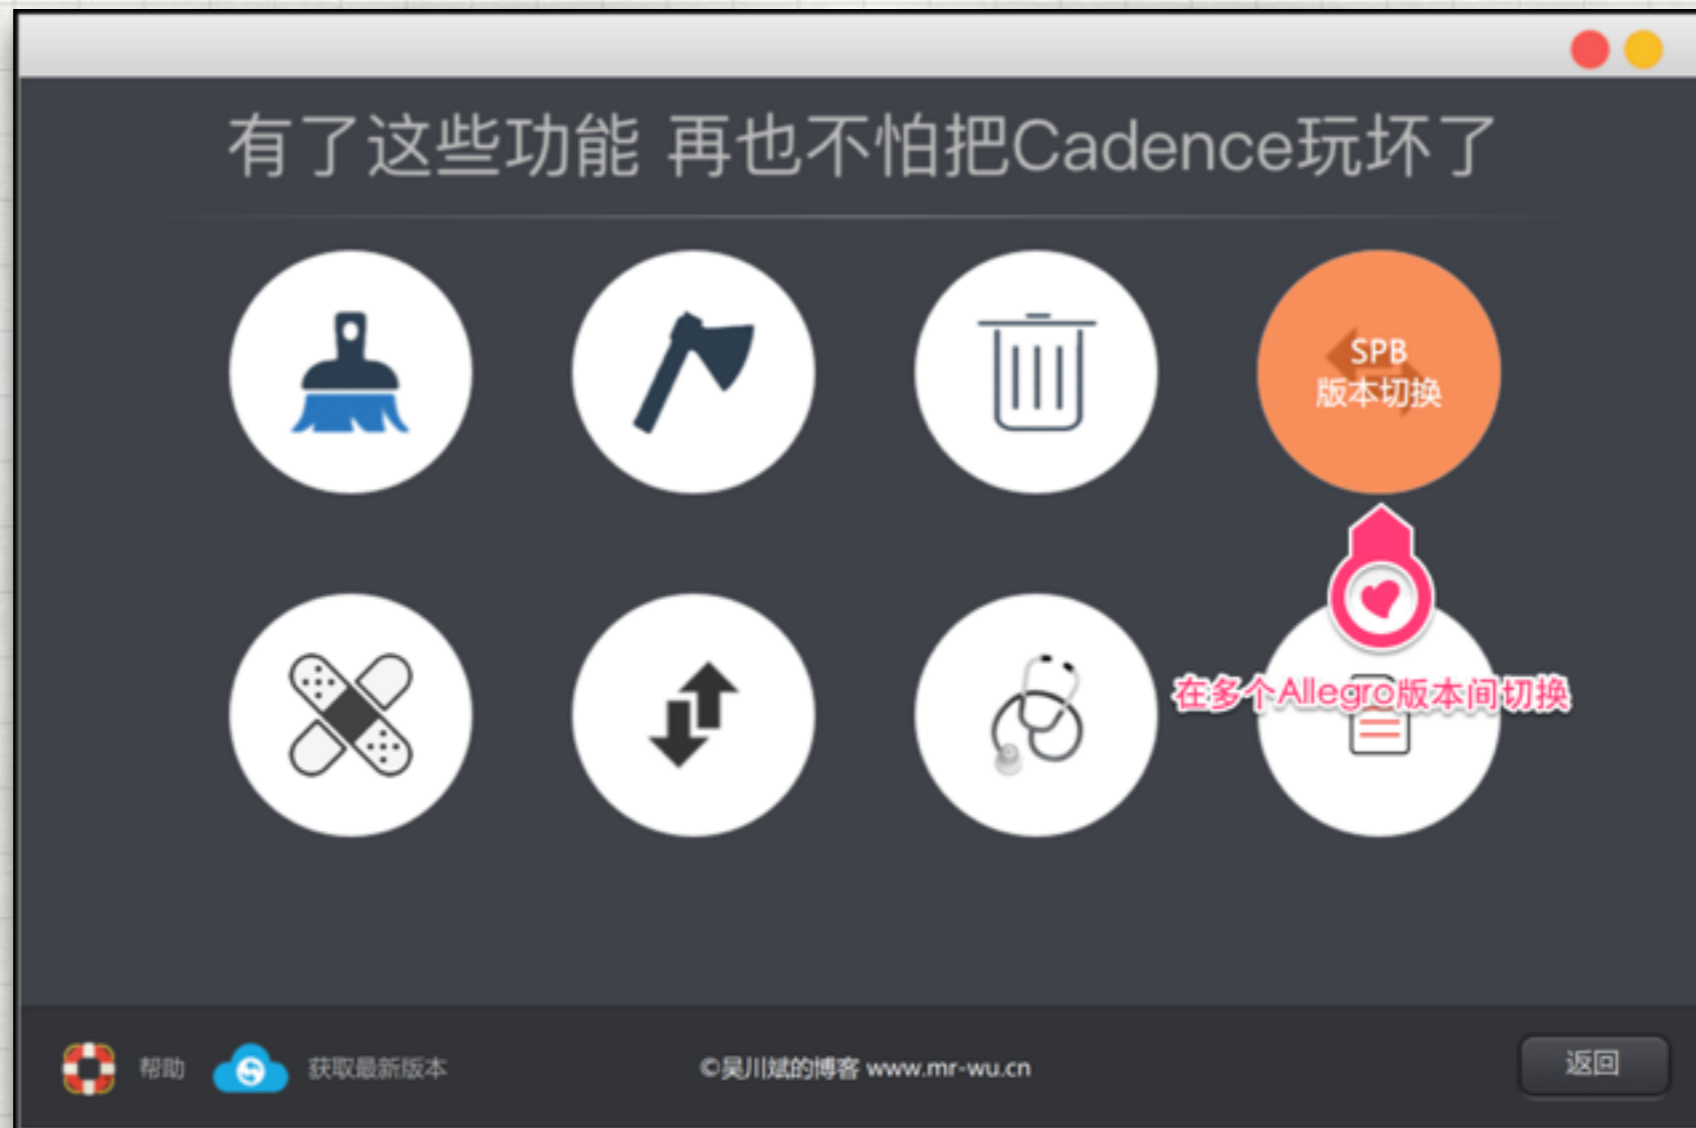 有了这些功能 再也不怕把Cadence玩坏了
SPB
版本切换
在多个Allegro版本间切换
帮助
获取最新版本
©吴川斌的博客 www.mr-wu.cn
返回